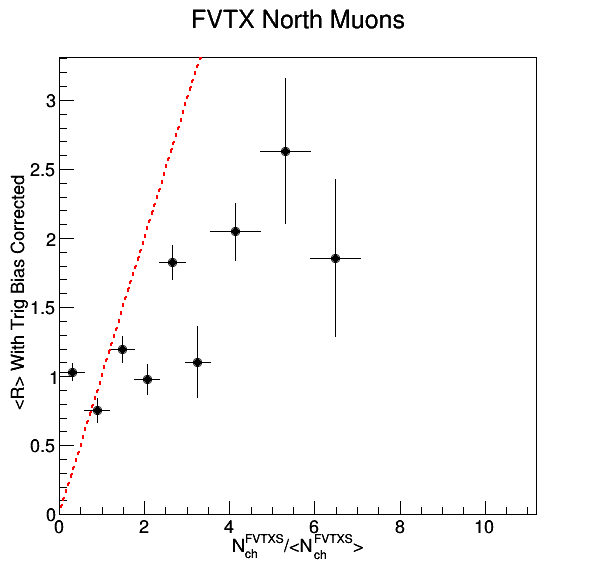 FVTX North Muons
<R> With Trig Bias Corrected
3
2.5
2
1.5
1
0.5
0
0 2 4 6 8 10
N_ch^FVTXS/<N_ch^FVTXS>